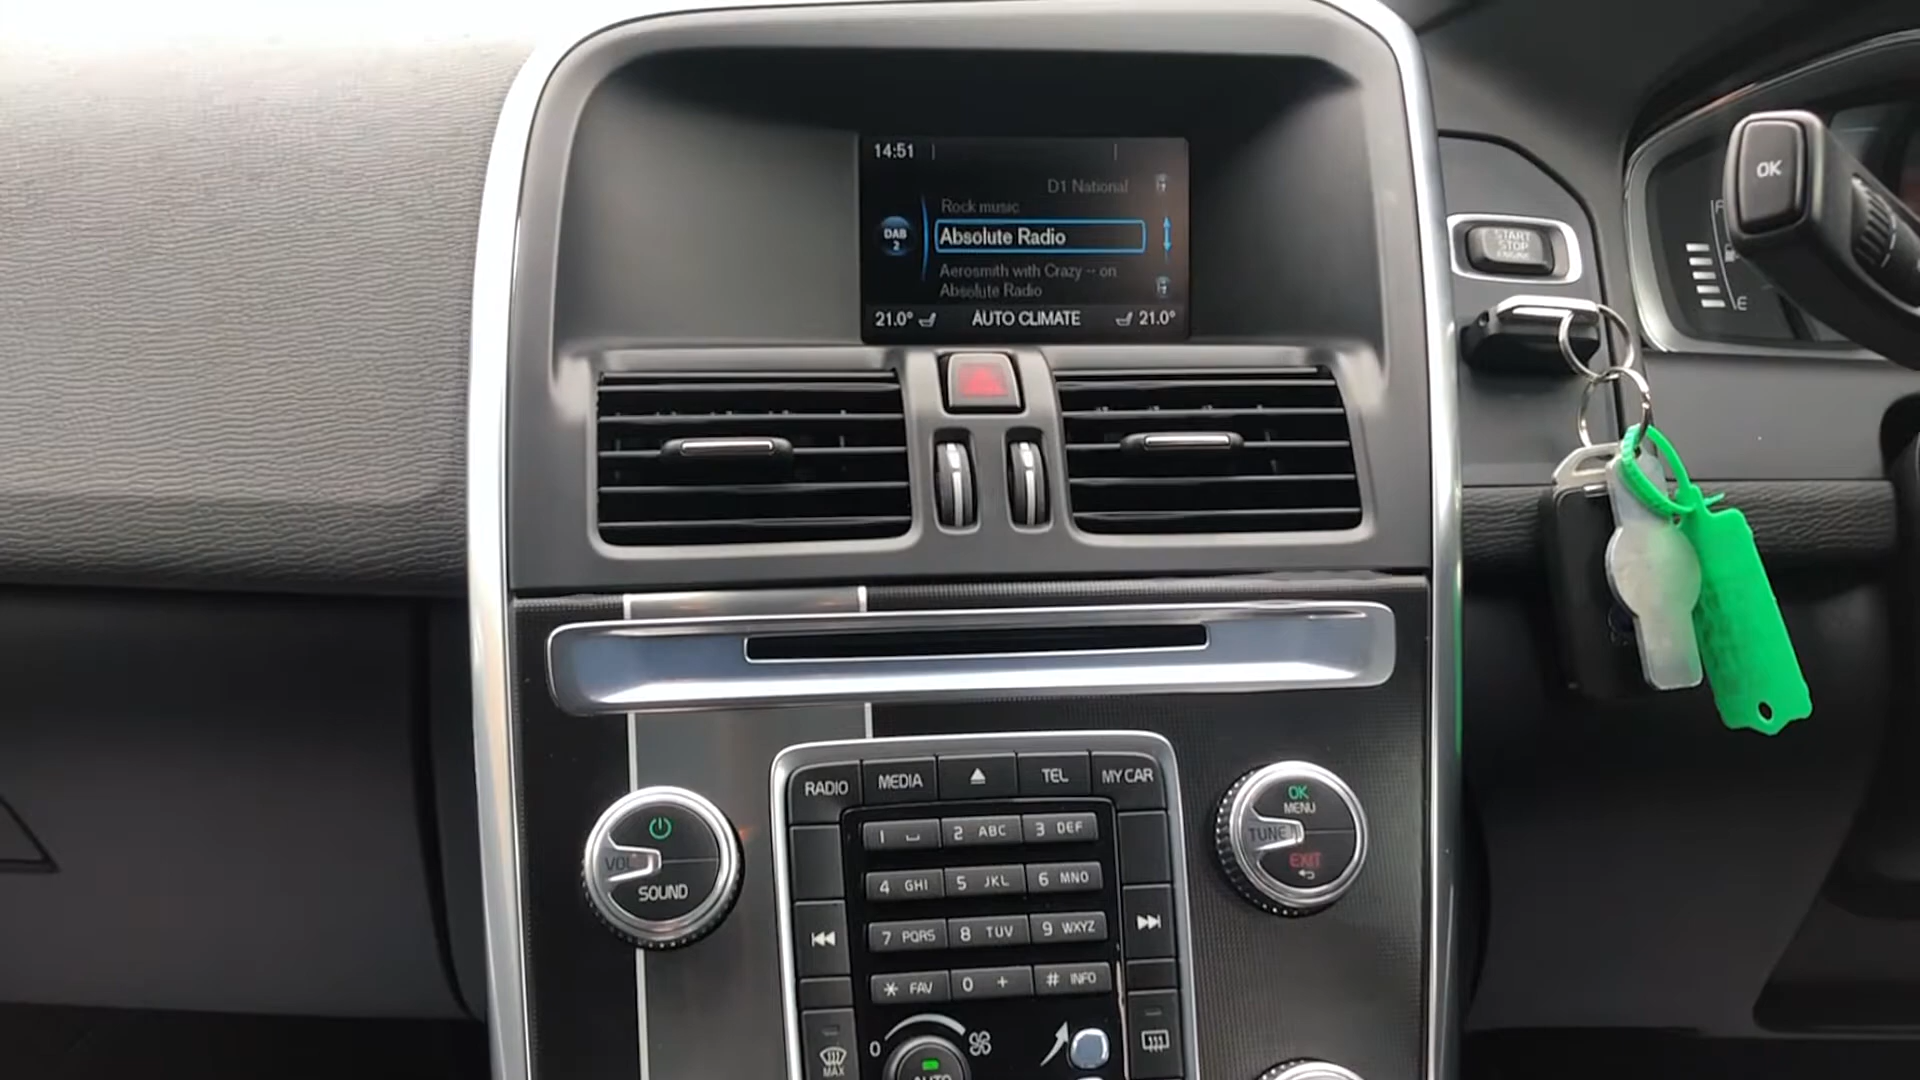 14:51
D1 National
Rock music
DAB
2
Absolute Radio
Aerosmith with Crazy -- on
Absolute Radio
21.0° AUTO CLIMATE 21.0°
OK
START
STOP
ENGINE
F
E
RADIO MEDIA TEL MY CAR
1 2 ABC 3 DEF
4 GHI 5 JKL 6 MNO
7 PQRS 8 TUV 9 WXYZ
* FAV 0 + # INFO
VOL
SOUND
OK
MENU
TUNE
EXIT
0
MAX
AUTO